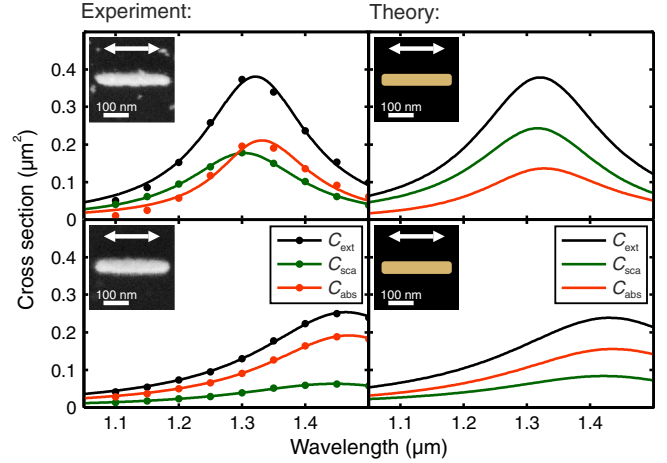 Experiment:
Theory:
Cross section (μm²)
0.4
0.3
0.2
0.1
0
100 nm
100 nm
0.4
0.3
0.2
0.1
0
100 nm
C_ext
C_sca
C_abs
100 nm
C_ext
C_sca
C_abs
1.1
1.2
1.3
1.4
1.1
1.2
1.3
1.4
Wavelength (μm)